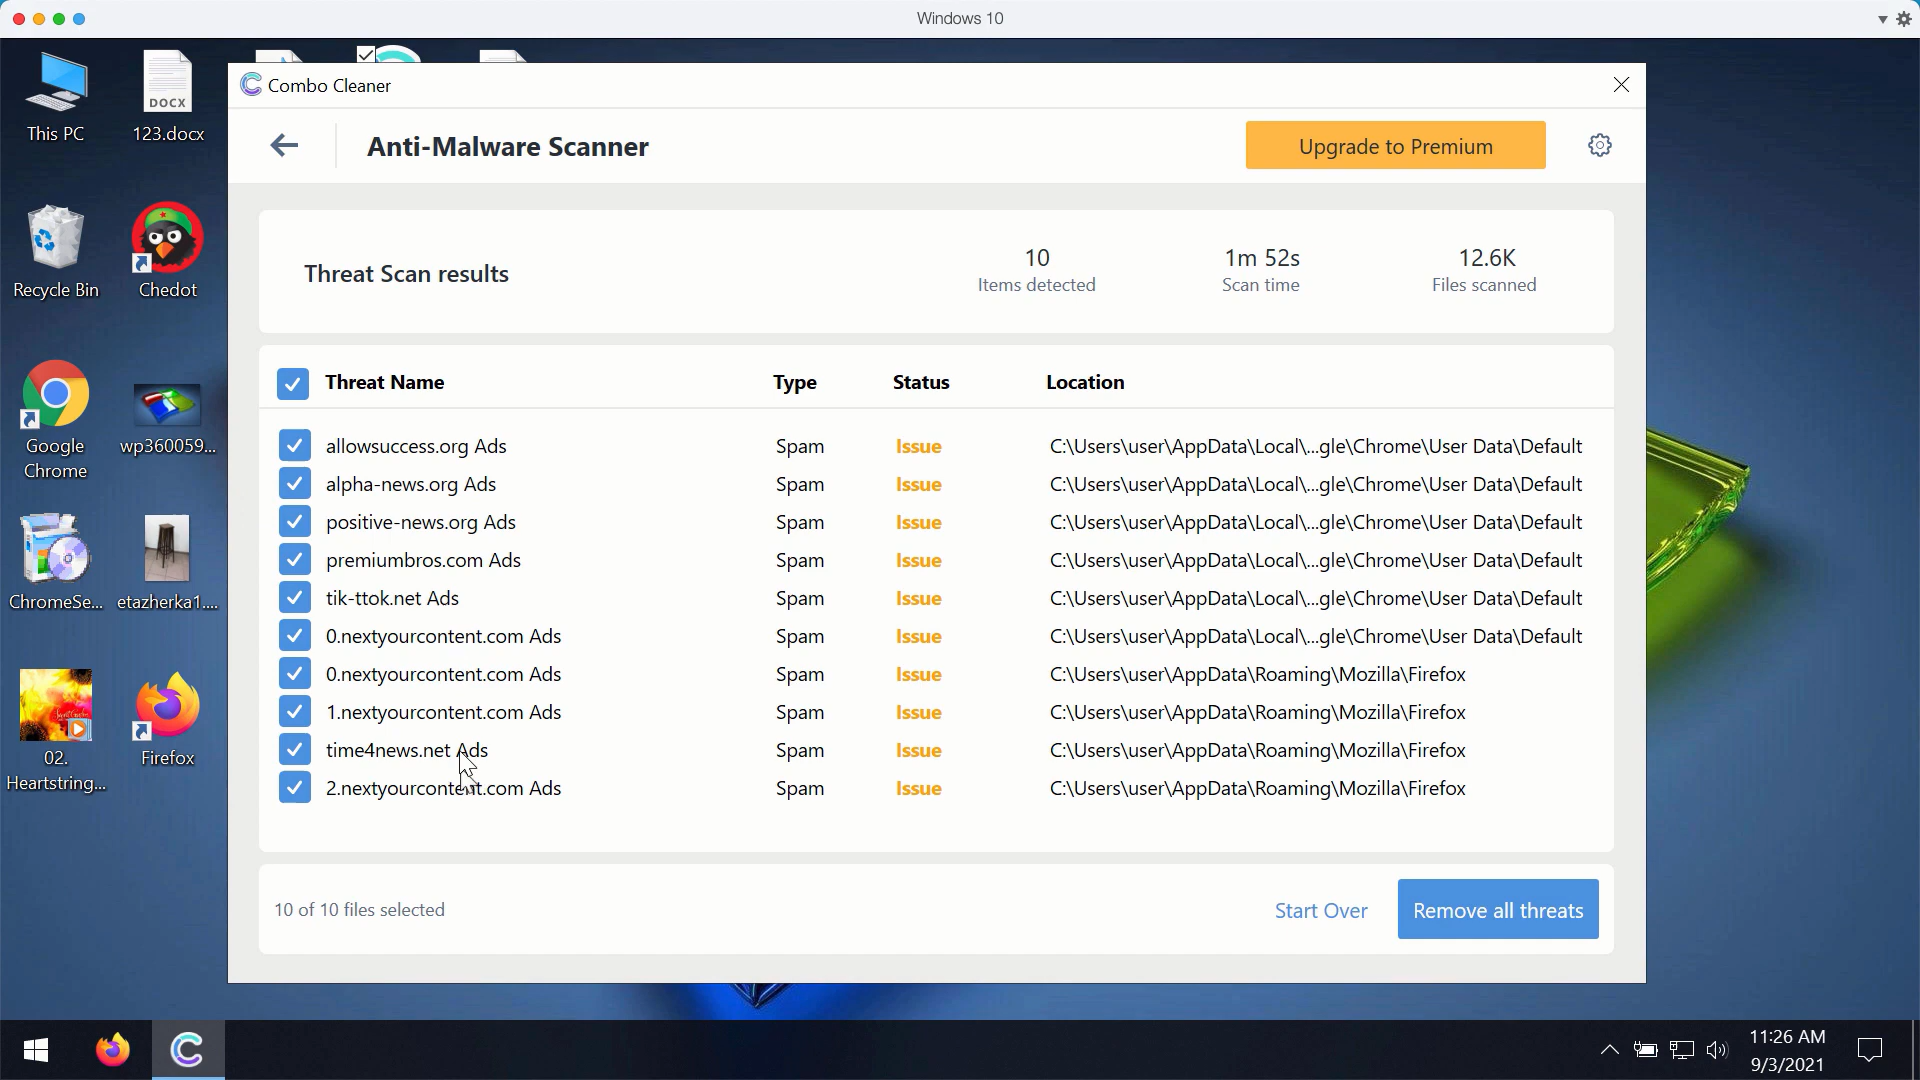 Windows 10
This PC
DOCX
123.docx
Recycle Bin
Chedot
Google
Chrome
wp360059...
ChromeSe...
etazherka1....
02.
Heartstring...
Firefox
Combo Cleaner
Anti-Malware Scanner
Upgrade to Premium
Threat Scan results
10
Items detected
1m 52s
Scan time
12.6K
Files scanned
Threat Name Type Status Location
allowsuccess.org Ads Spam Issue C:\Users\user\AppData\Local\...gle\Chrome\User Data\Default
alpha-news.org Ads Spam Issue C:\Users\user\AppData\Local\...gle\Chrome\User Data\Default
positive-news.org Ads Spam Issue C:\Users\user\AppData\Local\...gle\Chrome\User Data\Default
premiumbros.com Ads Spam Issue C:\Users\user\AppData\Local\...gle\Chrome\User Data\Default
tik-ttok.net Ads Spam Issue C:\Users\user\AppData\Local\...gle\Chrome\User Data\Default
0.nextyourcontent.com Ads Spam Issue C:\Users\user\AppData\Local\...gle\Chrome\User Data\Default
0.nextyourcontent.com Ads Spam Issue C:\Users\user\AppData\Roaming\Mozilla\Firefox
1.nextyourcontent.com Ads Spam Issue C:\Users\user\AppData\Roaming\Mozilla\Firefox
time4news.net Ads Spam Issue C:\Users\user\AppData\Roaming\Mozilla\Firefox
2.nextyourcontent.com Ads Spam Issue C:\Users\user\AppData\Roaming\Mozilla\Firefox
10 of 10 files selected
Start Over
Remove all threats
11:26 AM
9/3/2021